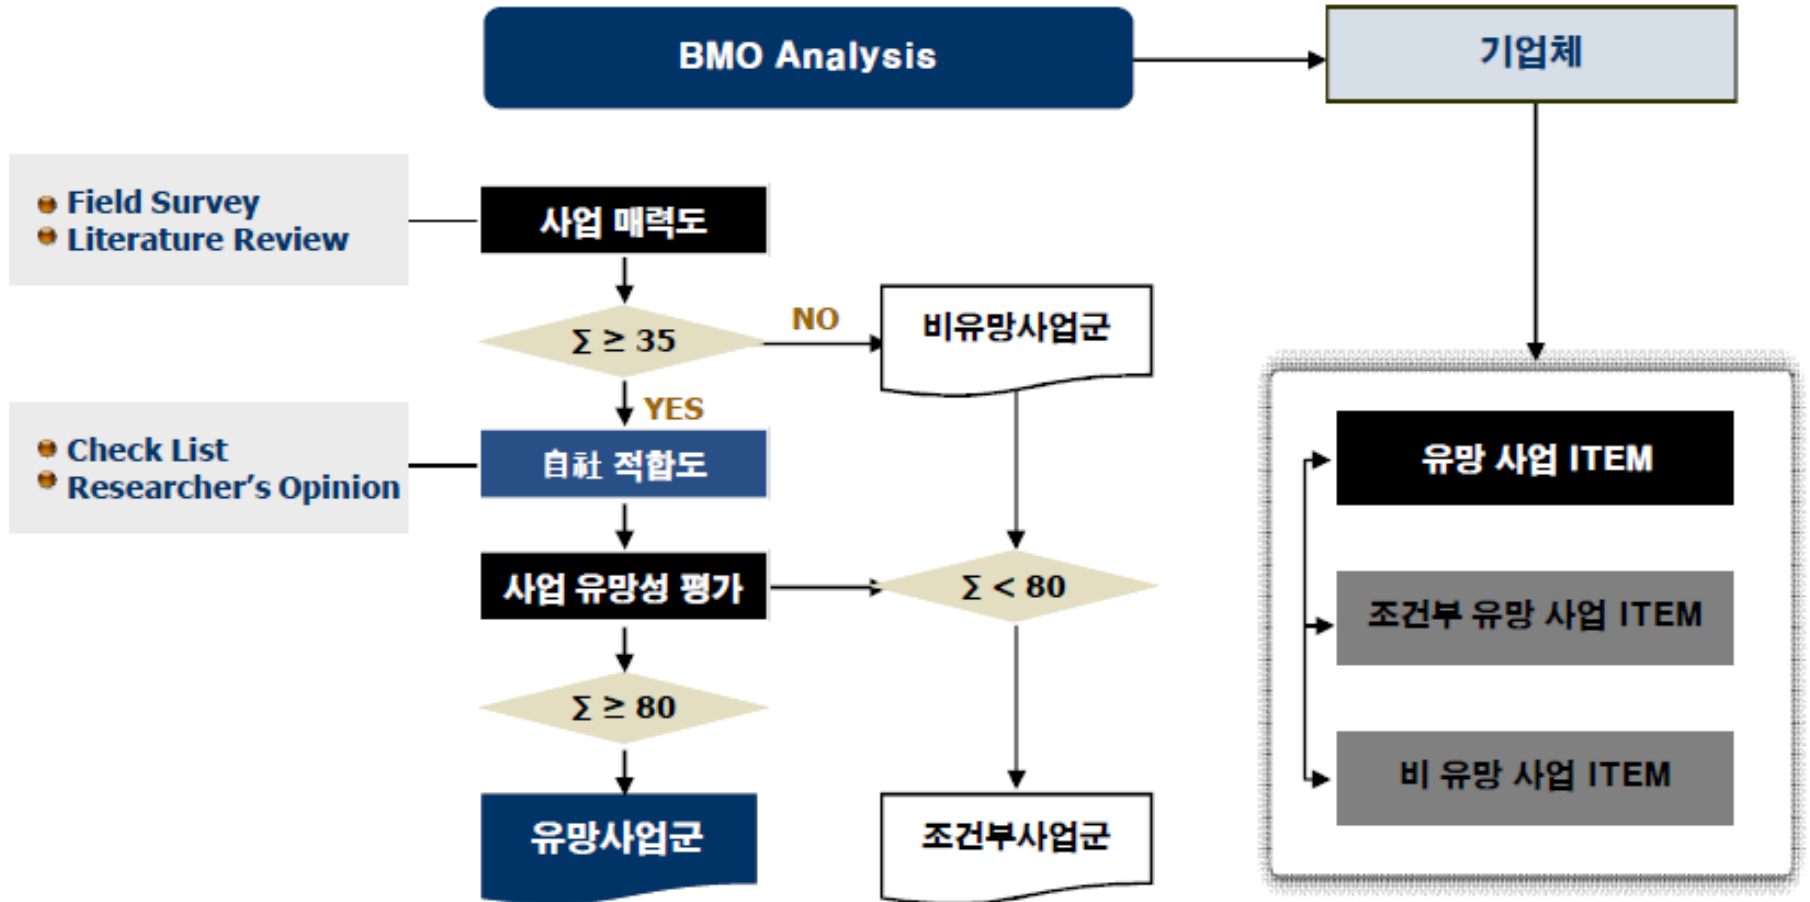 BMO Analysis
기업체
Field Survey
Literature Review
사업 매력도
∑ ≥ 35
NO
비유망사업군
YES
Check List
Researcher's Opinion
自社 적합도
유망 사업 ITEM
사업 유망성 평가
∑ < 80
조건부 유망 사업 ITEM
∑ ≥ 80
비 유망 사업 ITEM
유망사업군
조건부사업군